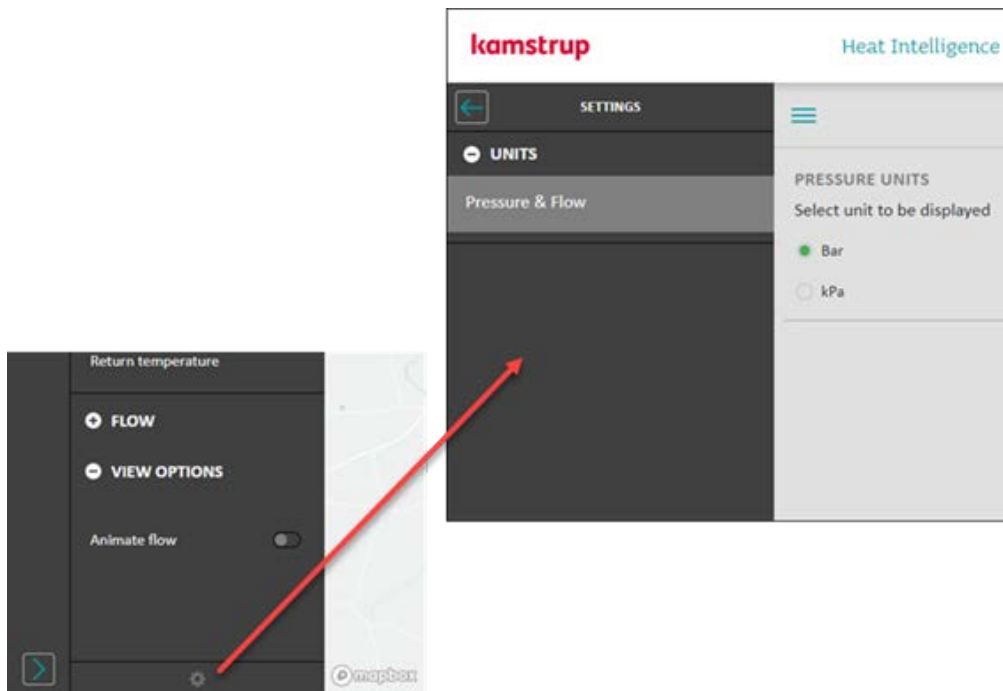 kamstrup
Heat Intelligence
SETTINGS
UNITS
Pressure & Flow
PRESSURE UNITS
Select unit to be displayed
Bar
kPa
Return temperature
FLOW
VIEW OPTIONS
Animate flow
mapbox